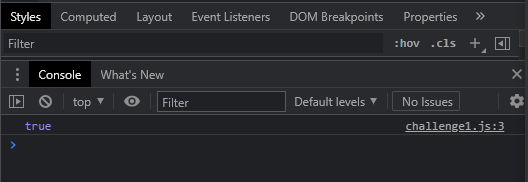 Styles Computed Layout Event Listeners DOM Breakpoints Properties »
Filter :hov .cls +
Console What's New
top Filter Default levels No Issues
true challenge1.js:3
>